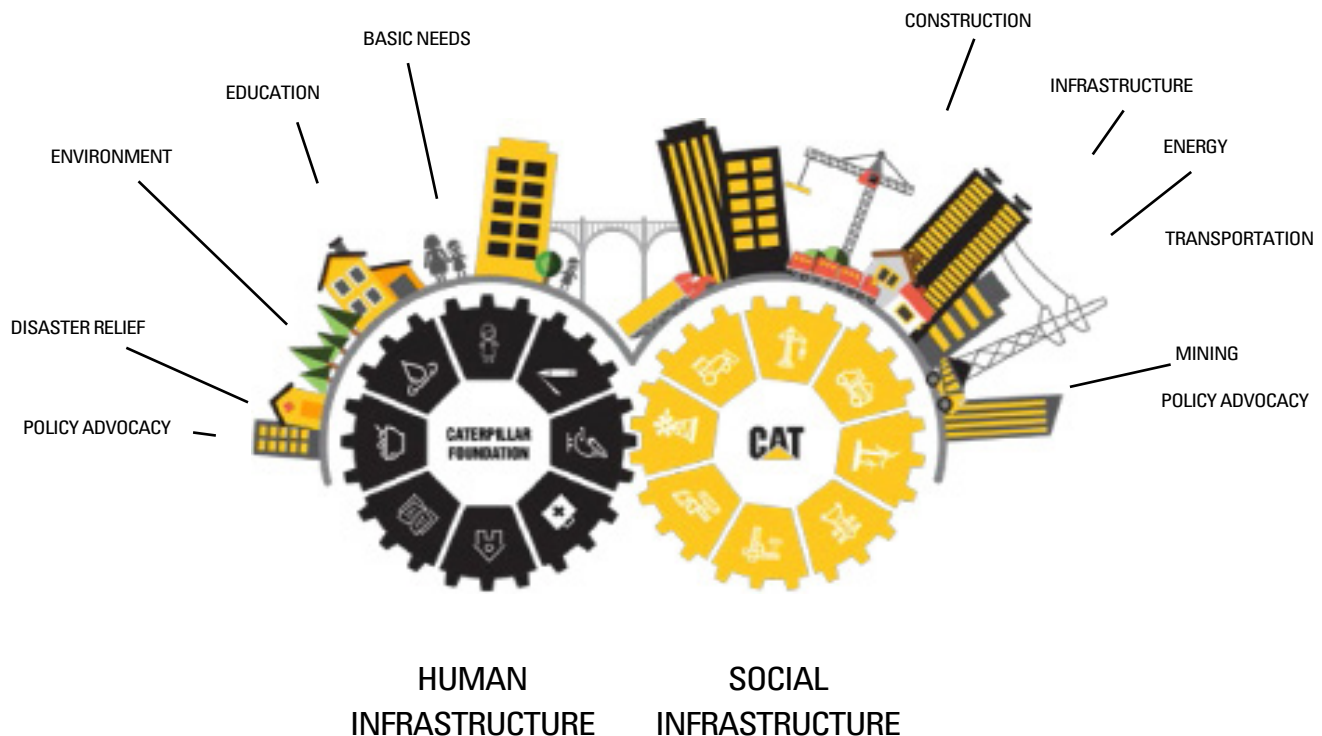 CONSTRUCTION
BASIC NEEDS
INFRASTRUCTURE
EDUCATION
ENERGY
ENVIRONMENT
TRANSPORTATION
DISASTER RELIEF
MINING
POLICY ADVOCACY
POLICY ADVOCACY
CATERPILLAR
FOUNDATION
CAT
HUMAN
INFRASTRUCTURE
SOCIAL
INFRASTRUCTURE